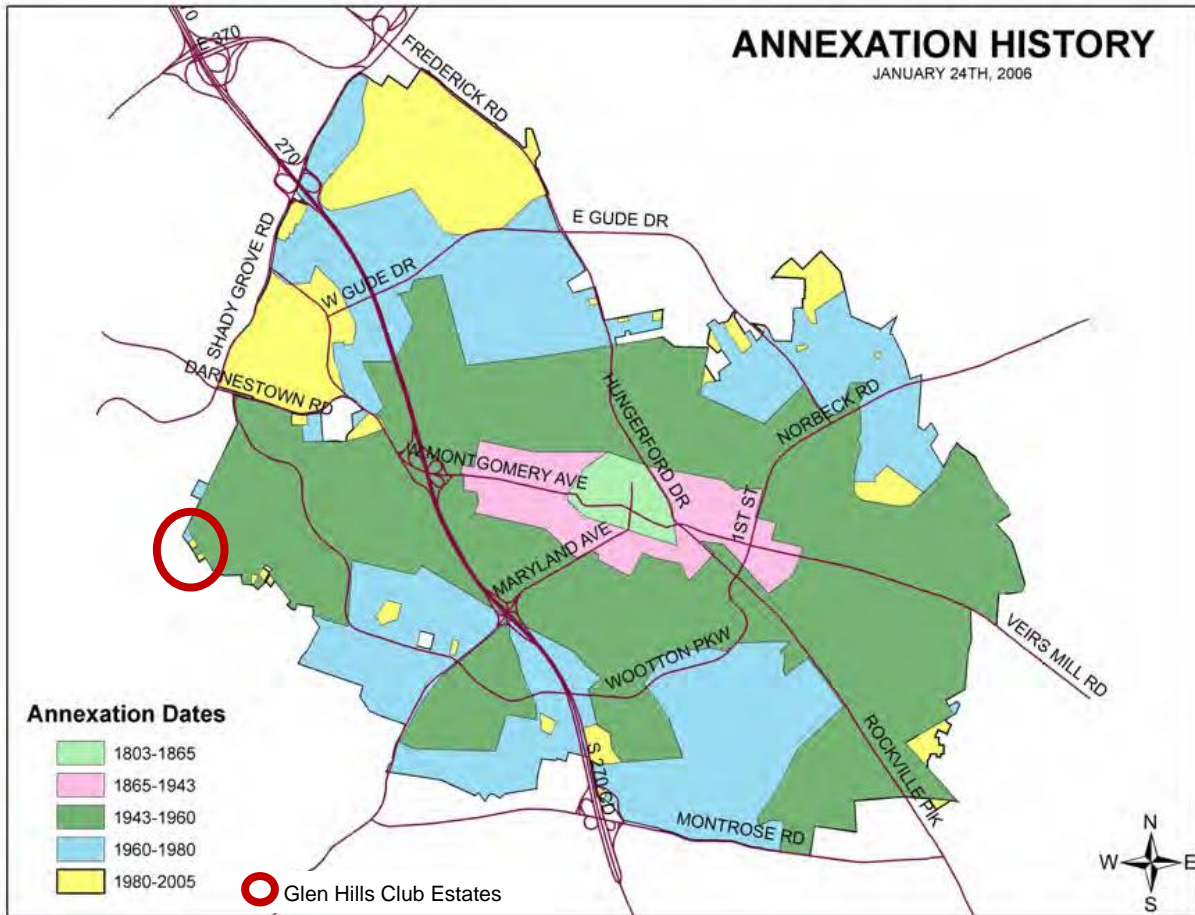 ANNEXATION HISTORY
JANUARY 24TH, 2006
E 370
FREDERICK RD
270
E GUDE DR
SHADY GROVE RD
W GUDE DR
DARNESTOWN RD
HUNGERFORD DR
NORBECK RD
W MONTGOMERY AVE
1ST ST
MARYLAND AVE
VEIRS MILL RD
WOOTTON PKW
ROCKVILLE PIK
S 270
MONTROSE RD
Annexation Dates
1803-1865
1865-1943
1943-1960
1960-1980
1980-2005
Glen Hills Club Estates
N
W E
S